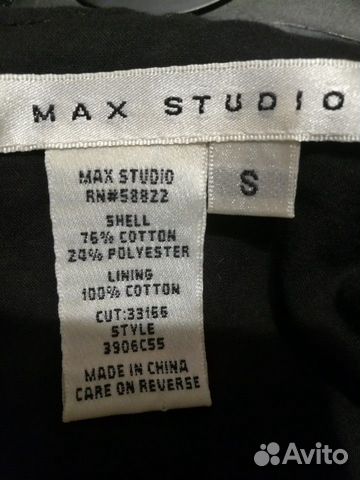 MAX STUDIO
S
MAX STUDIO
RN#58822
SHELL
76% COTTON
24% POLYESTER
LINING
100% COTTON
CUT:33166
STYLE
3906C55
MADE IN CHINA
CARE ON REVERSE
Avito